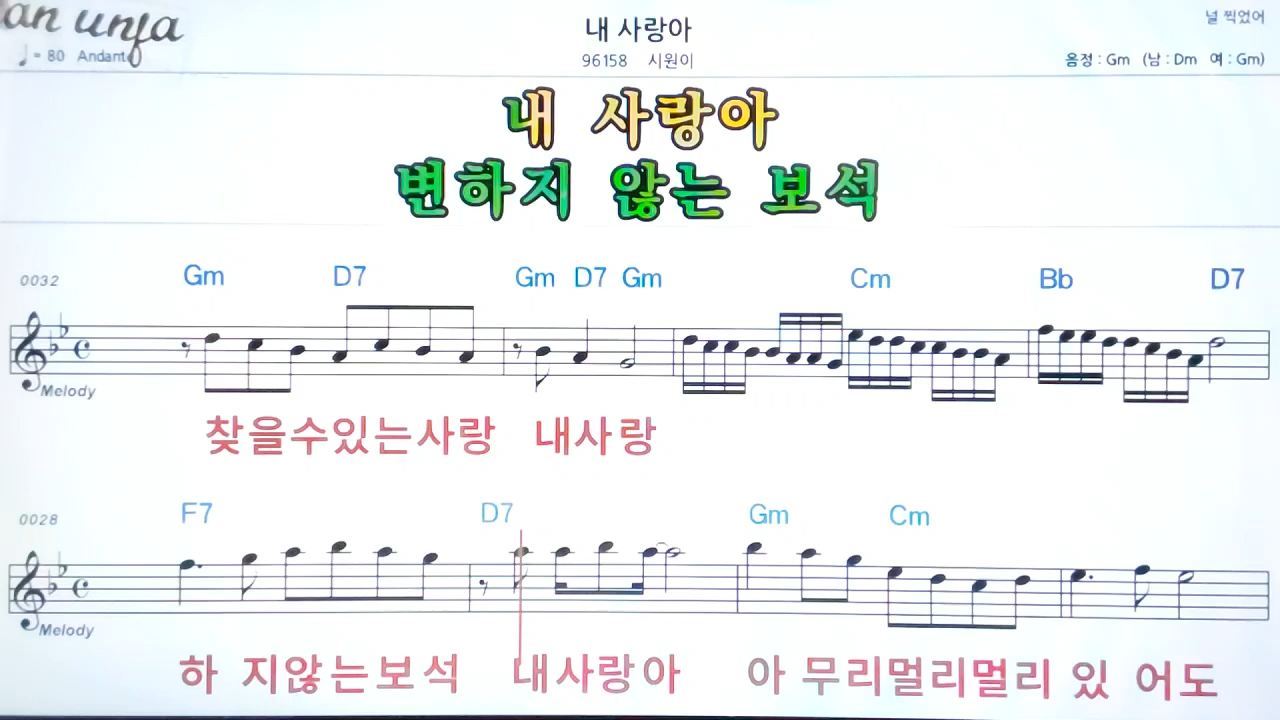 an unja
내 사랑아
널 찍었어
♩= 80 Andante
96158 시원이
음정 : Gm (남 : Dm 여 : Gm)
내 사랑아
변하지 않는 보석
0032 Gm D7 Gm D7 Gm Cm Bb D7
Melody
찾을수있는사랑 내사랑
0028 F7 D7 Gm Cm
Melody
하 지않는보석 내사랑아 아 무리멀리멀리 있 어도